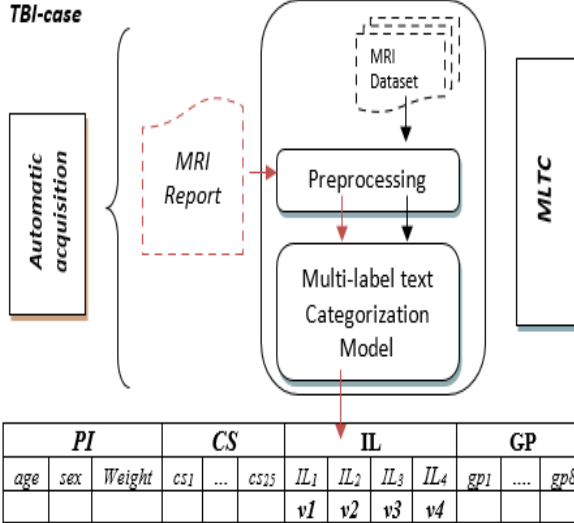 TBI-case
MRI
Dataset
Automatic
acquisition
MRI
Report
Preprocessing
MLTC
Multi-label text
Categorization
Model
PI CS IL GP
age sex Weight cs1 ... cs25 IL1 IL2 IL3 IL4 gp1 .... gp8
v1 v2 v3 v4